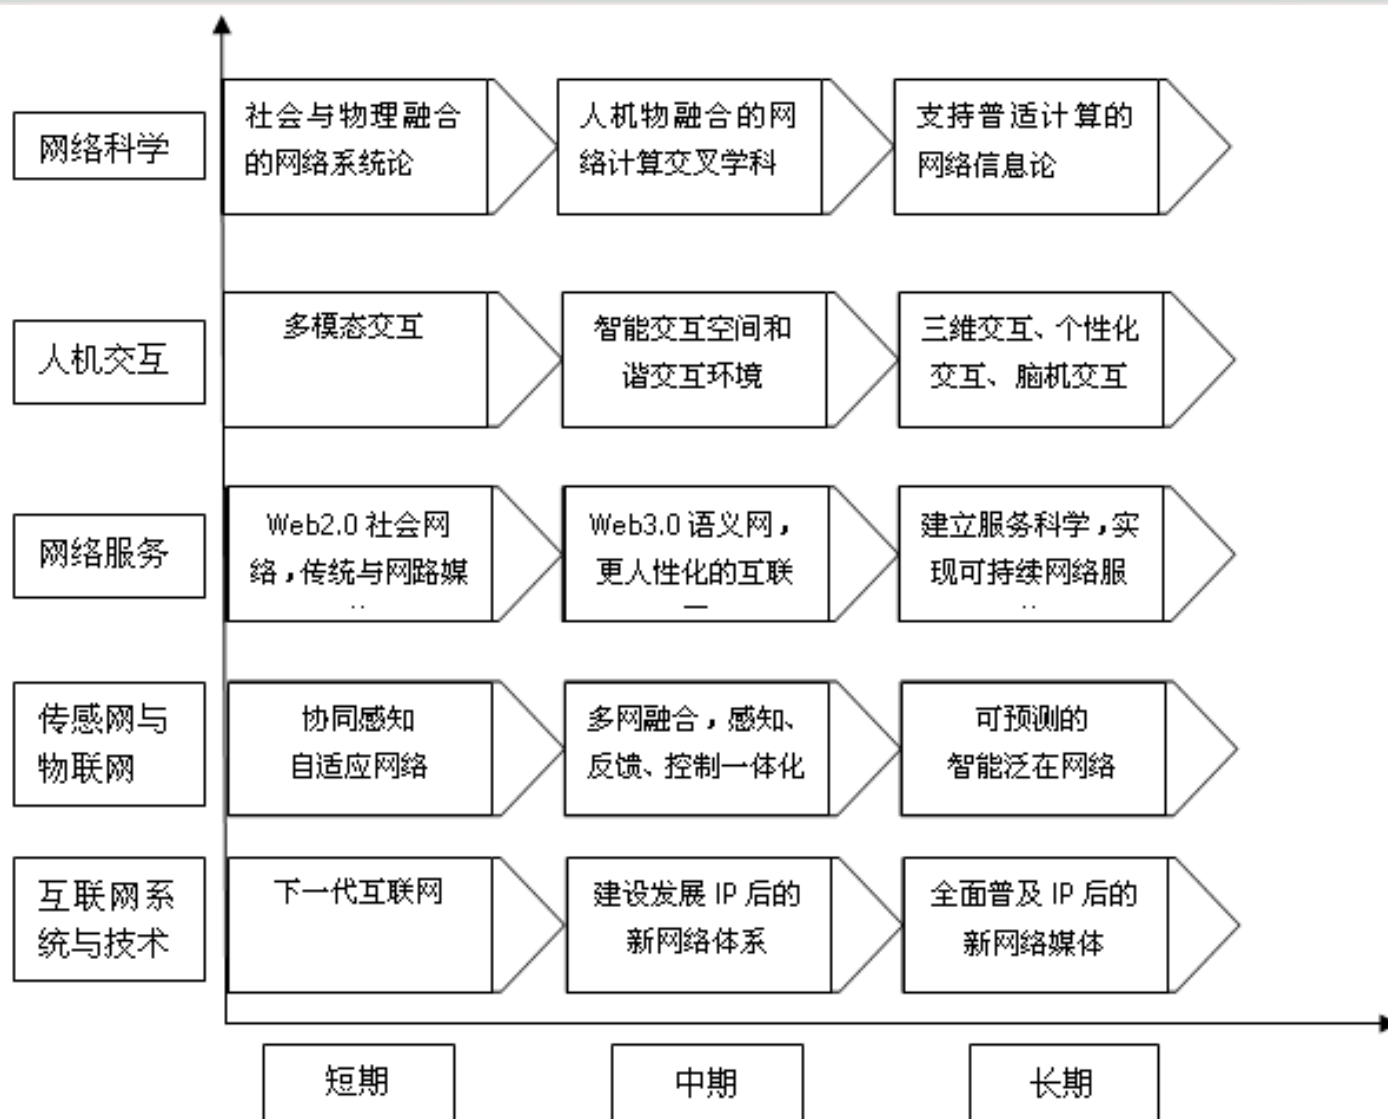 网络科学
社会与物理融合
的网络系统论
人机物融合的网
络计算交叉学科
支持普适计算的
网络信息论
人机交互
多模态交互
智能交互空间和
谐交互环境
三维交互、个性化
交互、脑机交互
网络服务
Web2.0 社会网
络，传统与网路媒
Web3.0 语义网，
更人性化的互联
建立服务科学，实
现可持续网络服
传感网与
物联网
协同感知
自适应网络
多网融合，感知、
反馈、控制一体化
可预测的
智能泛在网络
互联网系
统与技术
下一代互联网
建设发展 IP 后的
新网络体系
全面普及 IP 后的
新网络媒体
短期
中期
长期